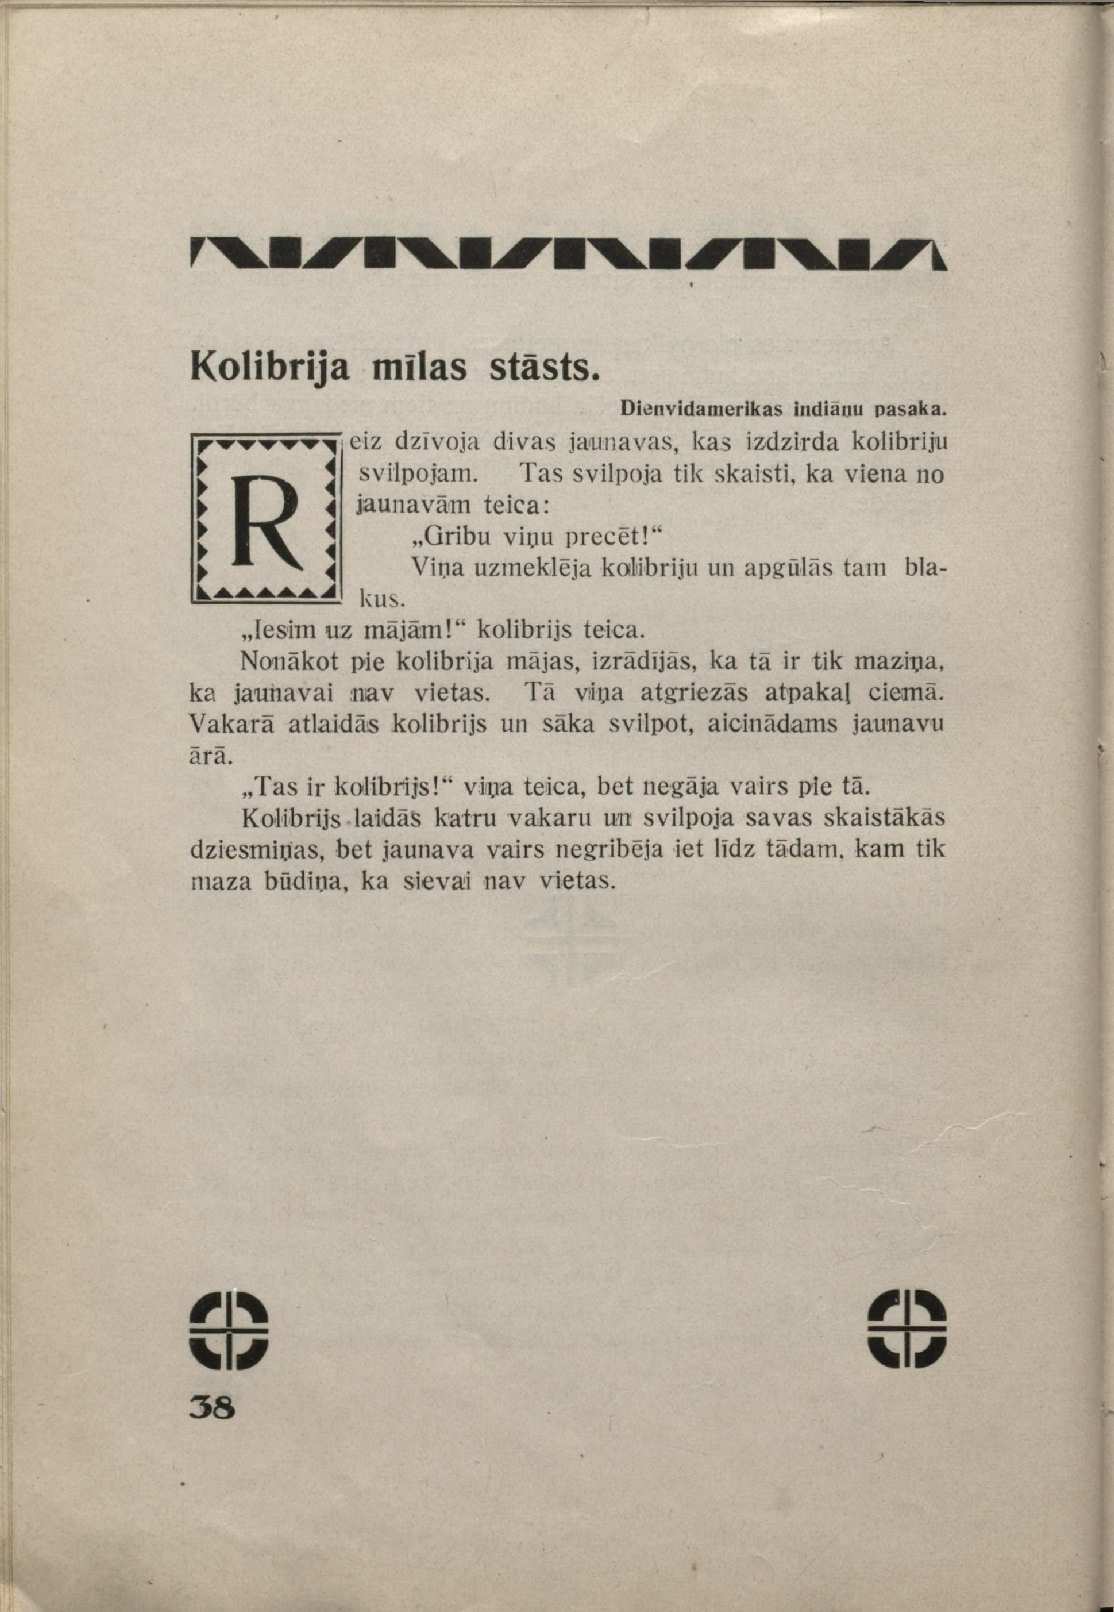 Kolibrija mīlas stāsts.
Dienvidamerikas indiāņu pasaka.
Reiz dzīvoja divas jaunavas, kas izdzirda kolibriju
svilpojam. Tas svilpoja tik skaisti, ka viena no
jaunavām teica:
„Gribu viņu precēt!“
Viņa uzmeklēja kolibriju un apgūlās tam bla-
kus.
„Iesim uz mājām!“ kolibrijs teica.
Nonākot pie kolibrija mājas, izrādījās, ka tā ir tik maziņa,
ka jaunavai nav vietas. Tā viņa atgriezās atpakaļ ciemā.
Vakarā atlaidās kolibrijs un sāka svilpot, aicinādams jaunavu
ārā.
„Tas ir kolibrijs!“ viņa teica, bet negāja vairs pie tā.
Kolibrijs laidās katru vakaru un svilpoja savas skaistākās
dziesmiņas, bet jaunava vairs negribēja iet līdz tādam, kam tik
maza būdiņa, ka sievai nav vietas.
38